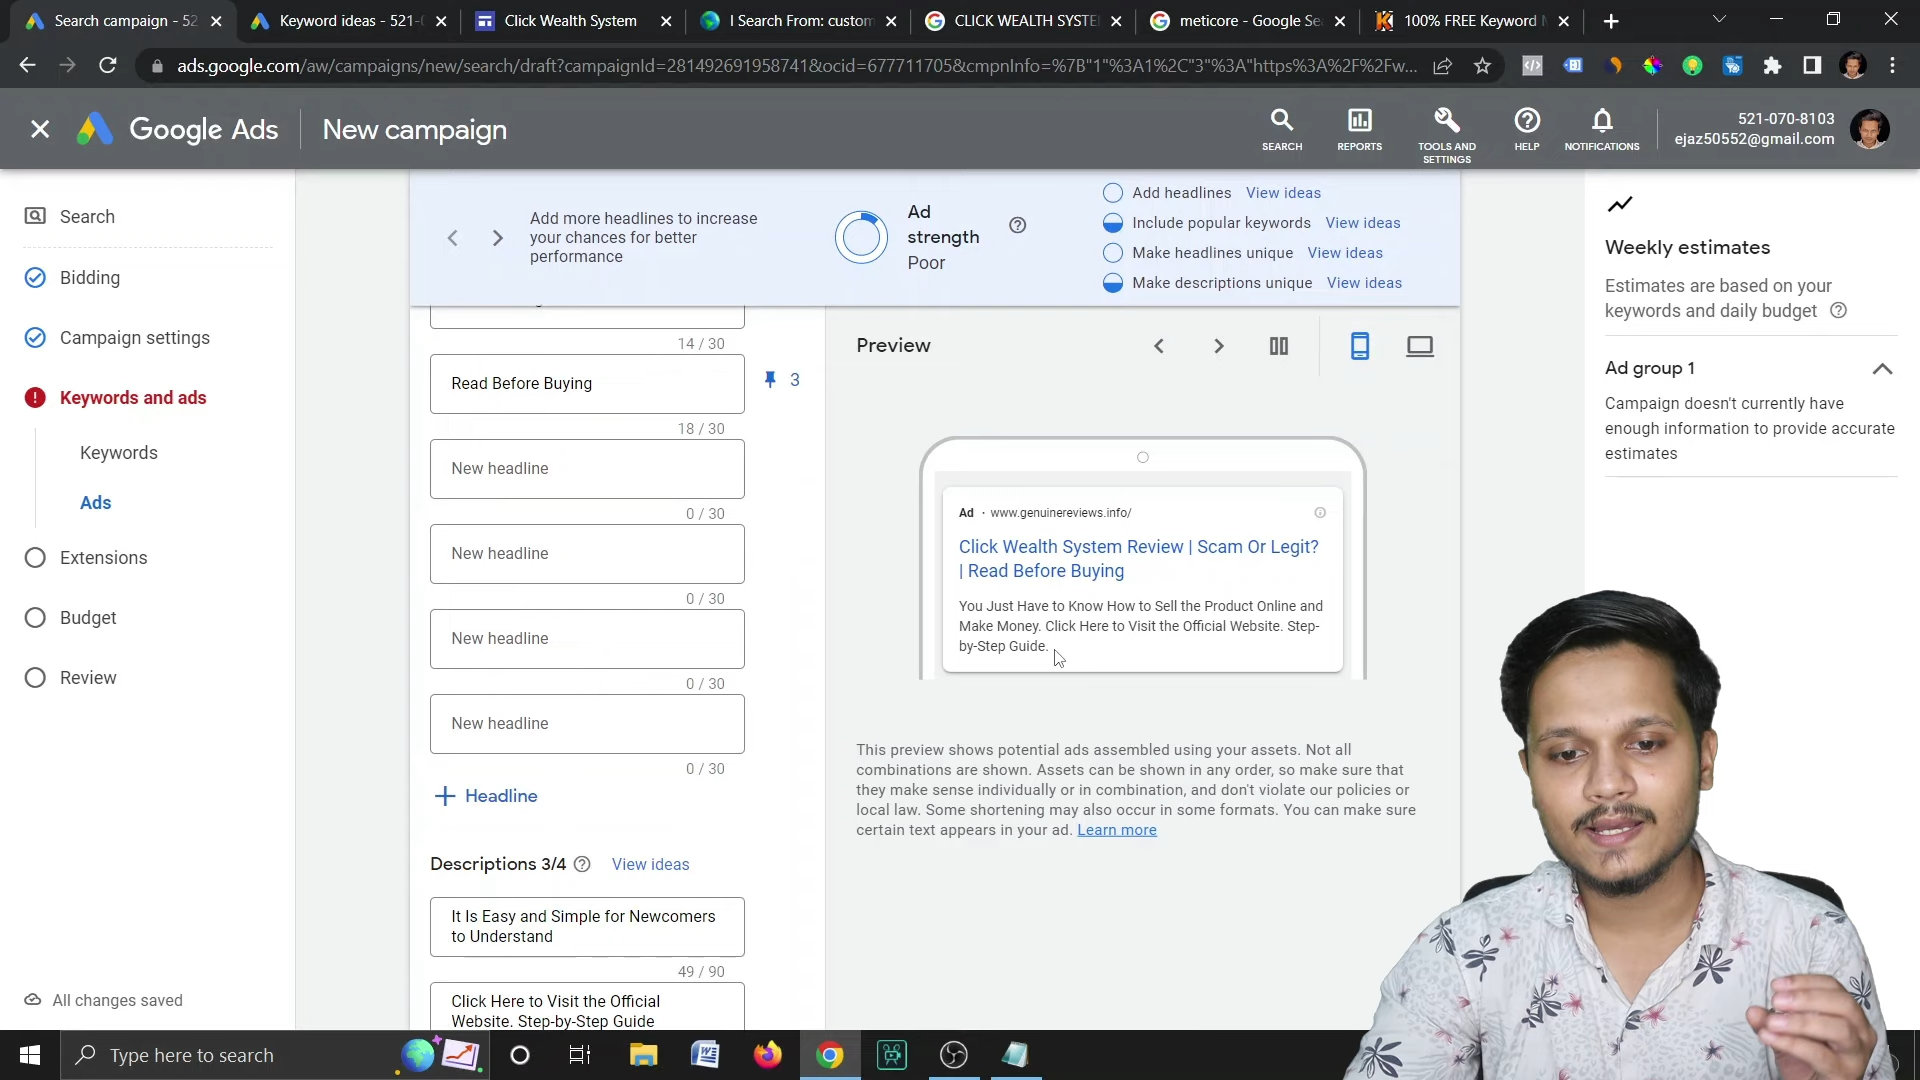 Search campaign - 52
Keyword ideas - 521-
Click Wealth System
I Search From: custom
CLICK WEALTH SYSTE
meticore - Google Se
100% FREE Keyword
ads.google.com/aw/campaigns/new/search/draft?campaignId=281492691958741&ocid=677711705&cmpnInfo=%7B"1"%3A1%2C"3"%3A"https%3A%2F%2Fw...
Google Ads
New campaign
SEARCH
REPORTS
TOOLS AND
SETTINGS
HELP
NOTIFICATIONS
521-070-8103
ejaz50552@gmail.com
Search
Bidding
Campaign settings
Keywords and ads
Keywords
Ads
Extensions
Budget
Review
All changes saved
Add more headlines to increase
your chances for better
performance
Ad
strength
Poor
Add headlines View ideas
Include popular keywords View ideas
Make headlines unique View ideas
Make descriptions unique View ideas
14 / 30
Read Before Buying
3
18 / 30
New headline
0 / 30
New headline
0 / 30
New headline
0 / 30
New headline
0 / 30
Headline
Descriptions 3/4 View ideas
It Is Easy and Simple for Newcomers
to Understand
49 / 90
Click Here to Visit the Official
Website. Step-by-Step Guide
Preview
Ad · www.genuinereviews.info/
Click Wealth System Review | Scam Or Legit?
| Read Before Buying
You Just Have to Know How to Sell the Product Online and
Make Money. Click Here to Visit the Official Website. Step-
by-Step Guide.
This preview shows potential ads assembled using your assets. Not all
combinations are shown. Assets can be shown in any order, so make sure that
they make sense individually or in combination, and don't violate our policies or
local law. Some shortening may also occur in some formats. You can make sure
certain text appears in your ad. Learn more
Weekly estimates
Estimates are based on your
keywords and daily budget
Ad group 1
Campaign doesn't currently have
enough information to provide accurate
estimates
Type here to search